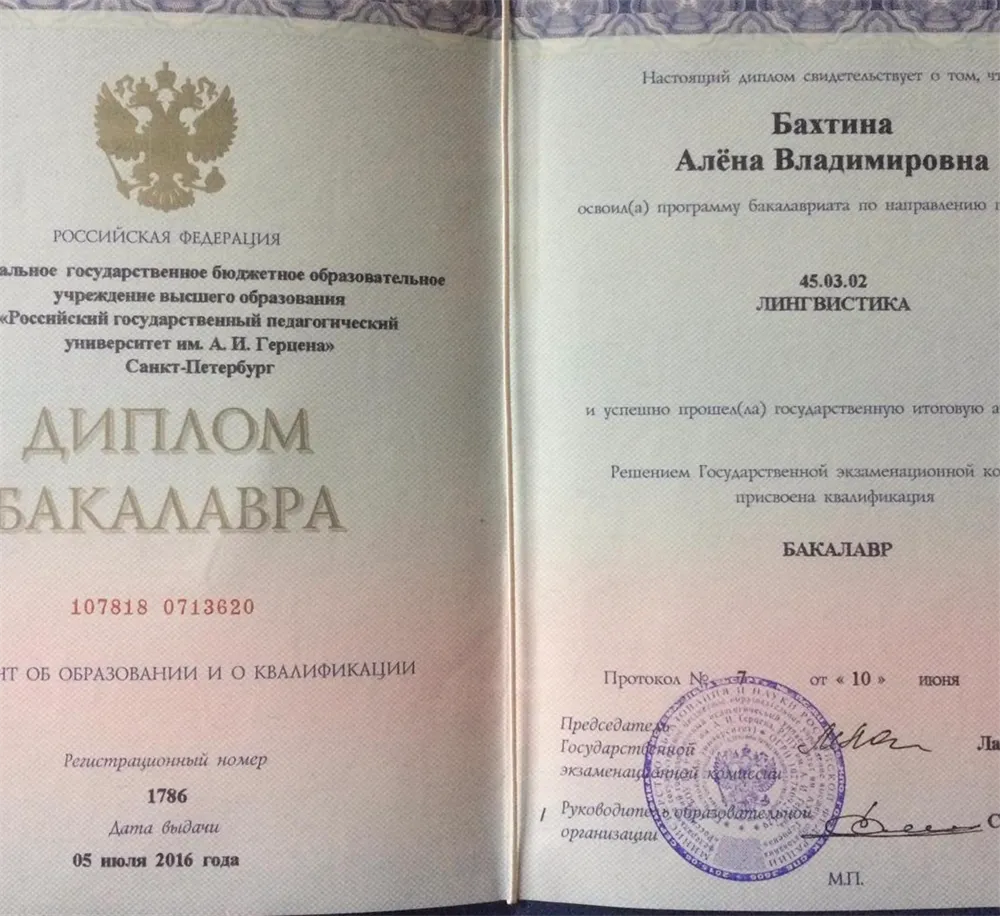 РОССИЙСКАЯ ФЕДЕРАЦИЯ
альное государственное бюджетное образовательное
учреждение высшего образования
«Российский государственный педагогический
университет им. А. И. Герцена»
Санкт-Петербург
ДИПЛОМ
БАКАЛАВРА
107818 0713620
НТ ОБ ОБРАЗОВАНИИ И О КВАЛИФИКАЦИИ
Регистрационный номер
1786
Дата выдачи
05 июля 2016 года
Настоящий диплом свидетельствует о том, чт
Бахтина
Алёна Владимировна
освоил(а) программу бакалавриата по направлению п
45.03.02
ЛИНГВИСТИКА
и успешно прошел(ла) государственную итоговую а
Решением Государственной экзаменационной ко
присвоена квалификация
БАКАЛАВР
Протокол № 7 от « 10 » июня
Председатель
Государственной
экзаменационной комиссии
Ла
Руководитель образовательной
организации
С
М.П.